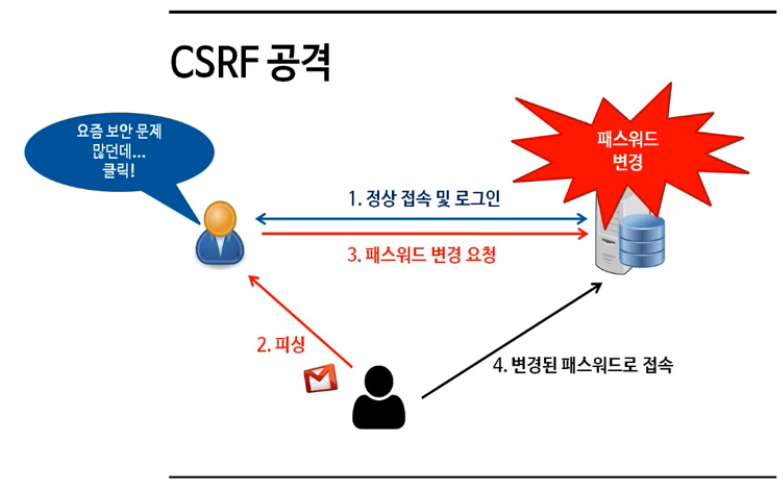 CSRF 공격
요즘 보안 문제
많던데...
클릭!
패스워드
변경
1. 정상 접속 및 로그인
3. 패스워드 변경 요청
2. 피싱
4. 변경된 패스워드로 접속